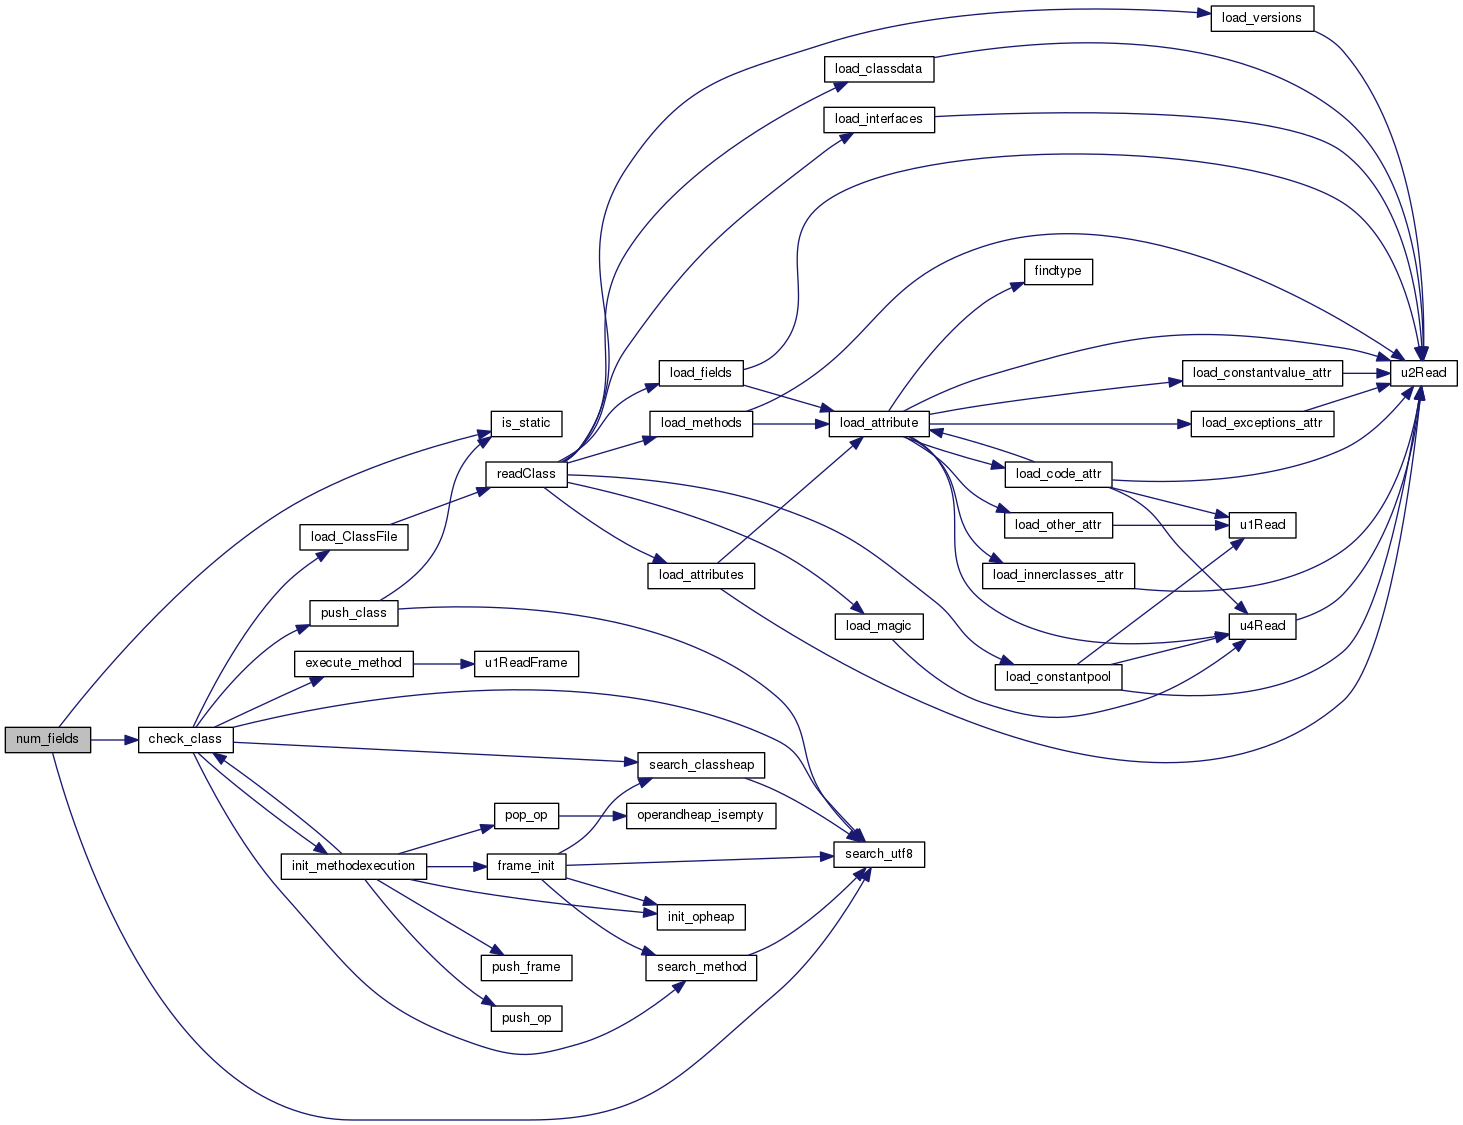 load_versions
load_classdata
load_interfaces
findtype
load_fields
load_constantvalue_attr
u2Read
is_static
load_methods
load_attribute
load_exceptions_attr
readClass
load_code_attr
load_ClassFile
load_other_attr
u1Read
load_attributes
load_innerclasses_attr
push_class
load_magic
u4Read
execute_method
u1ReadFrame
load_constantpool
num_fields
check_class
search_classheap
pop_op
operandheap_isempty
init_methodexecution
frame_init
search_utf8
init_opheap
push_frame
search_method
push_op